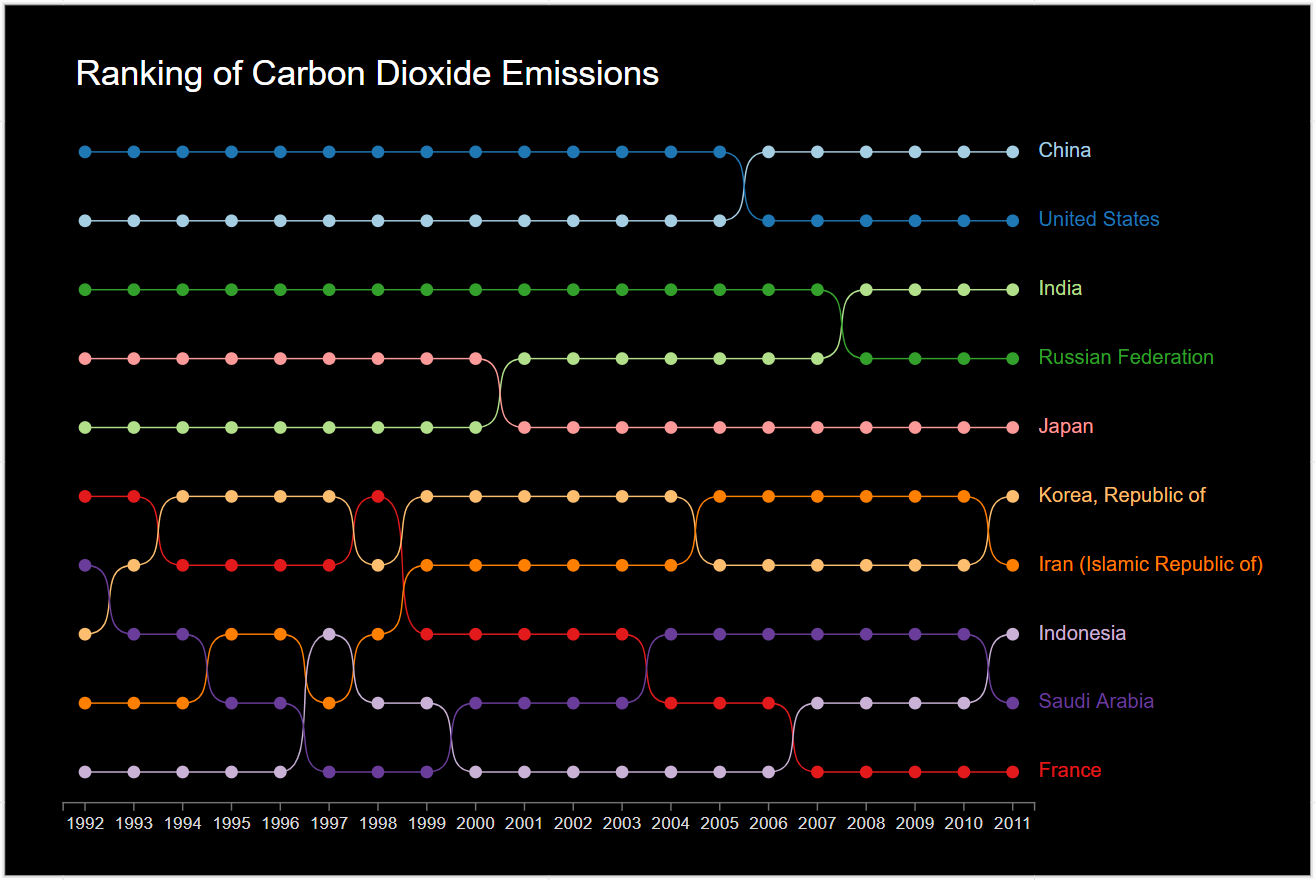 Ranking of Carbon Dioxide Emissions
China
United States
India
Russian Federation
Japan
Korea, Republic of
Iran (Islamic Republic of)
Indonesia
Saudi Arabia
France
1992 1993 1994 1995 1996 1997 1998 1999 2000 2001 2002 2003 2004 2005 2006 2007 2008 2009 2010 2011